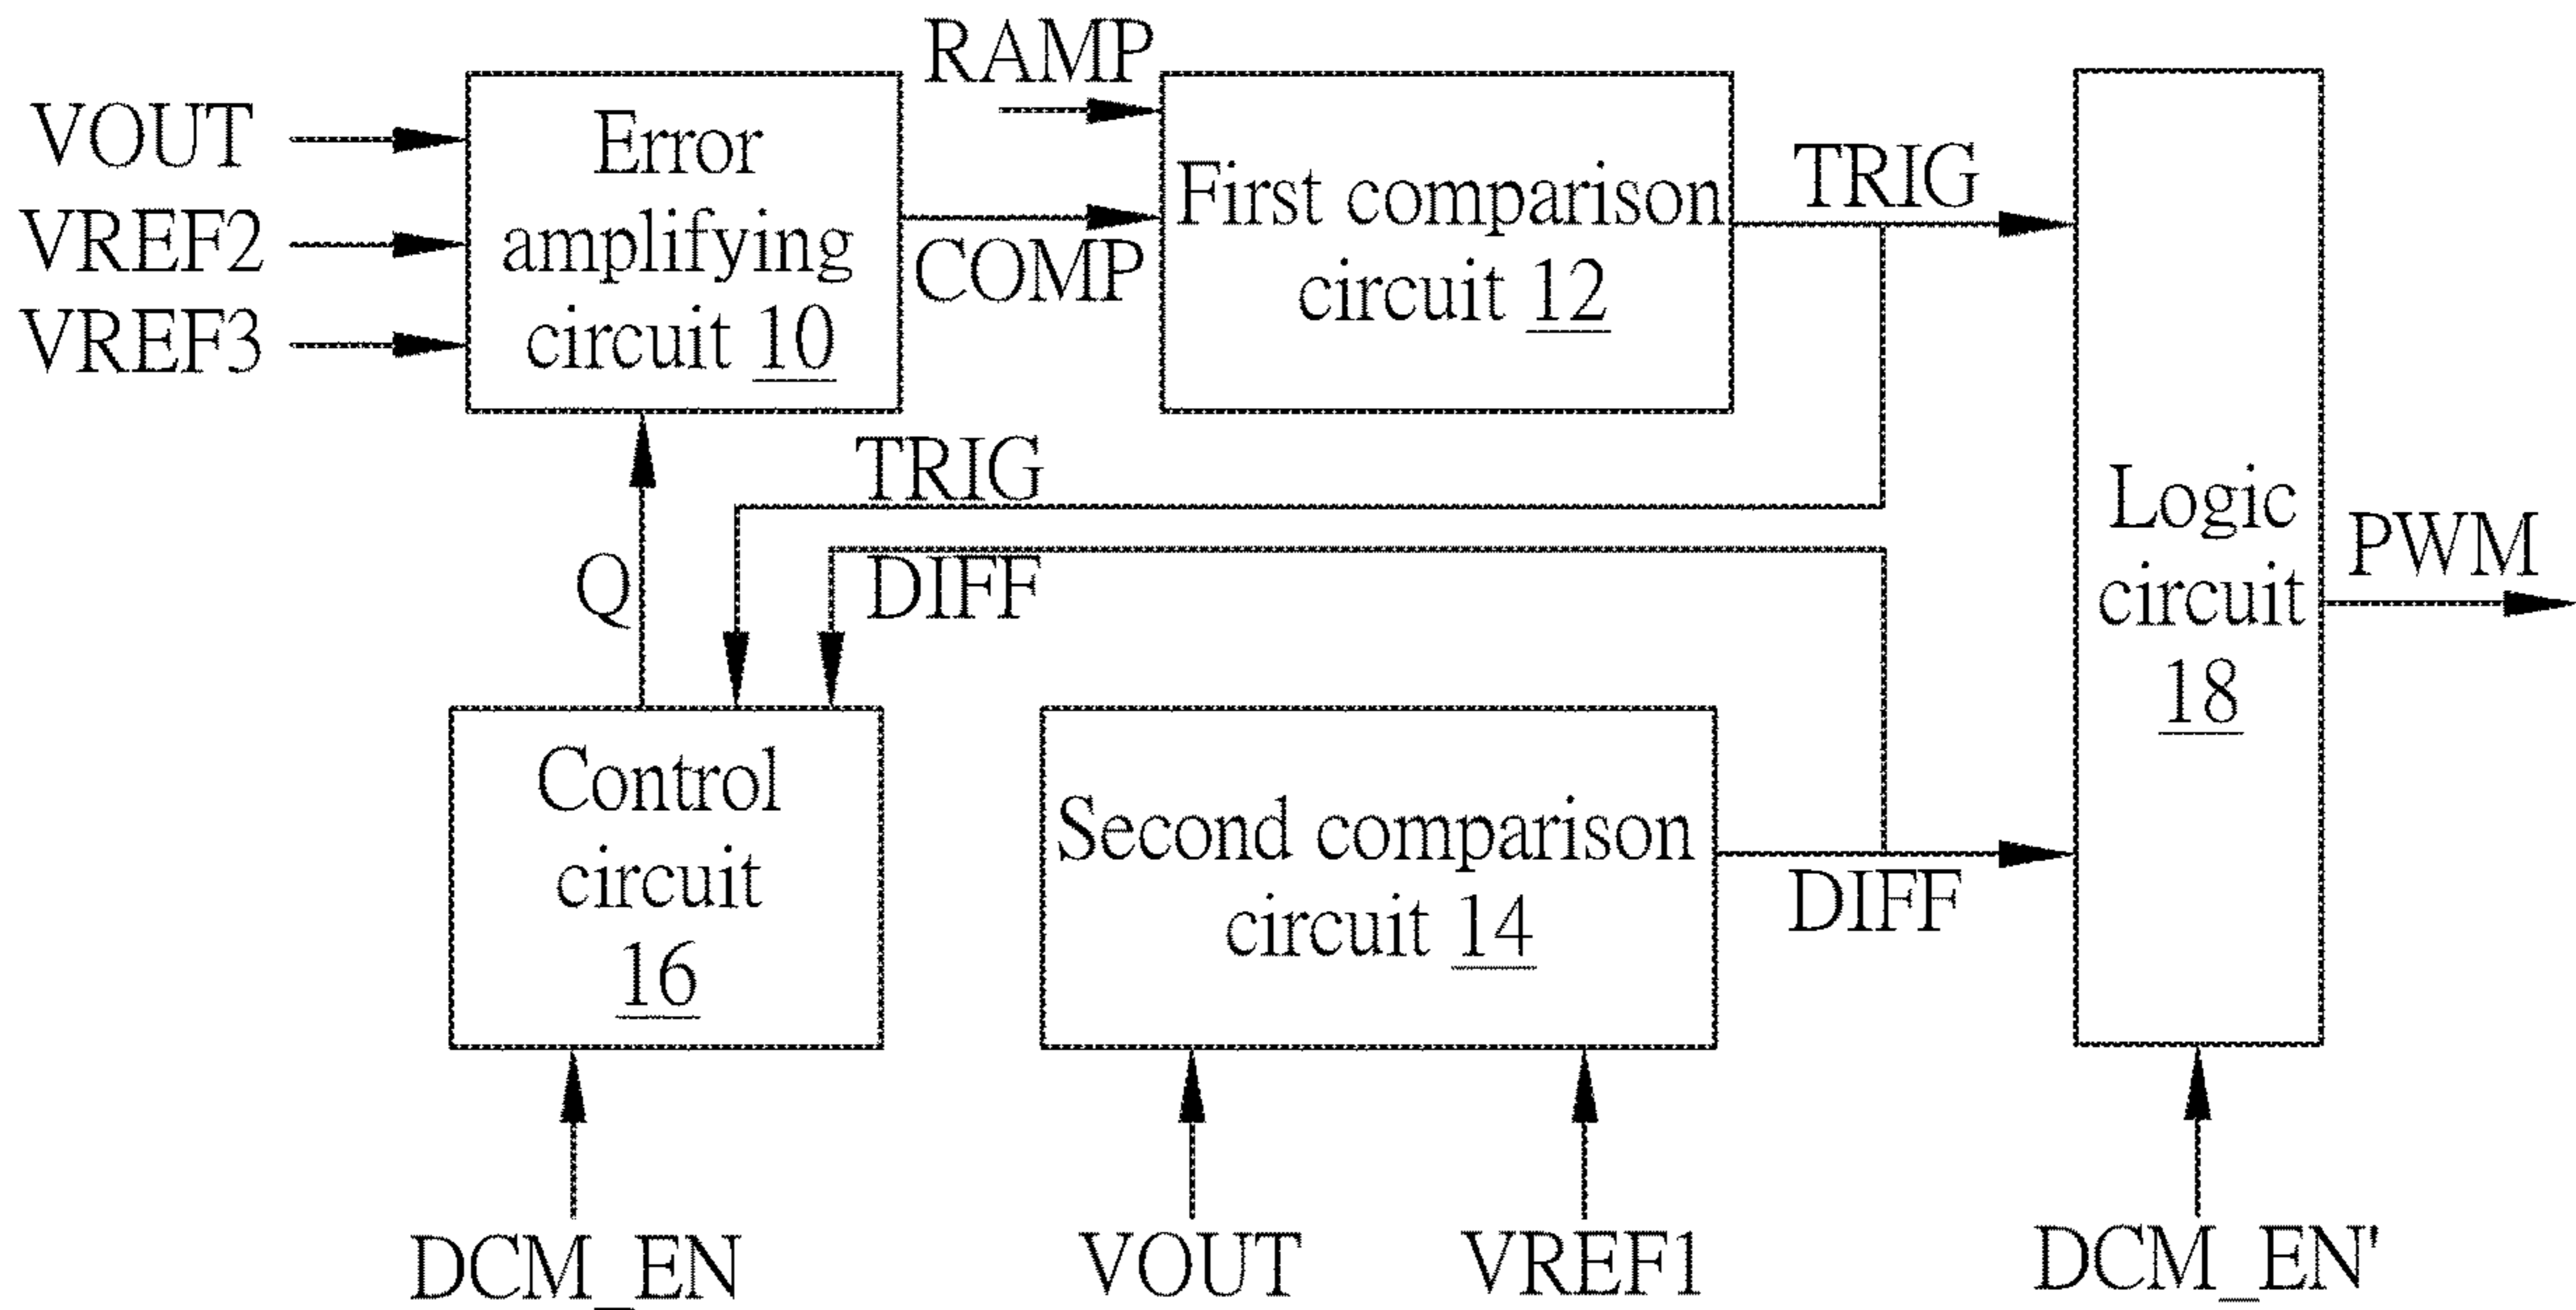 VOUT
VREF2
VREF3
Error
amplifying
circuit 10
RAMP
COMP
First comparison
circuit 12
TRIG
TRIG
DIFF
Q
Control
circuit
16
Second comparison
circuit 14
DIFF
Logic
circuit
18
PWM
DCM_EN
VOUT
VREF1
DCM_EN'